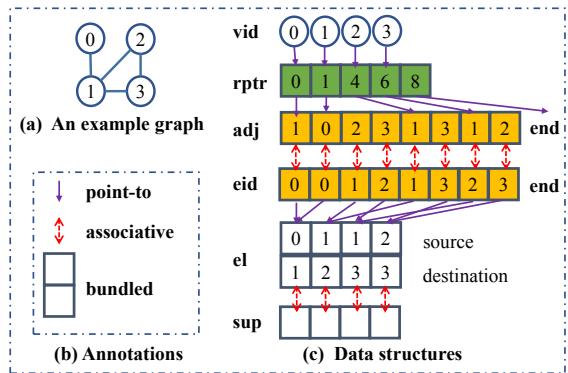 0 2
1 3
(a) An example graph
point-to
associative
bundled
(b) Annotations
vid 0 1 2 3
rptr 0 1 4 6 8
adj 1 0 2 3 1 3 1 2 end
eid 0 0 1 2 1 3 2 3 end
el 0 1 1 2 source
1 2 3 3 destination
sup
(c) Data structures